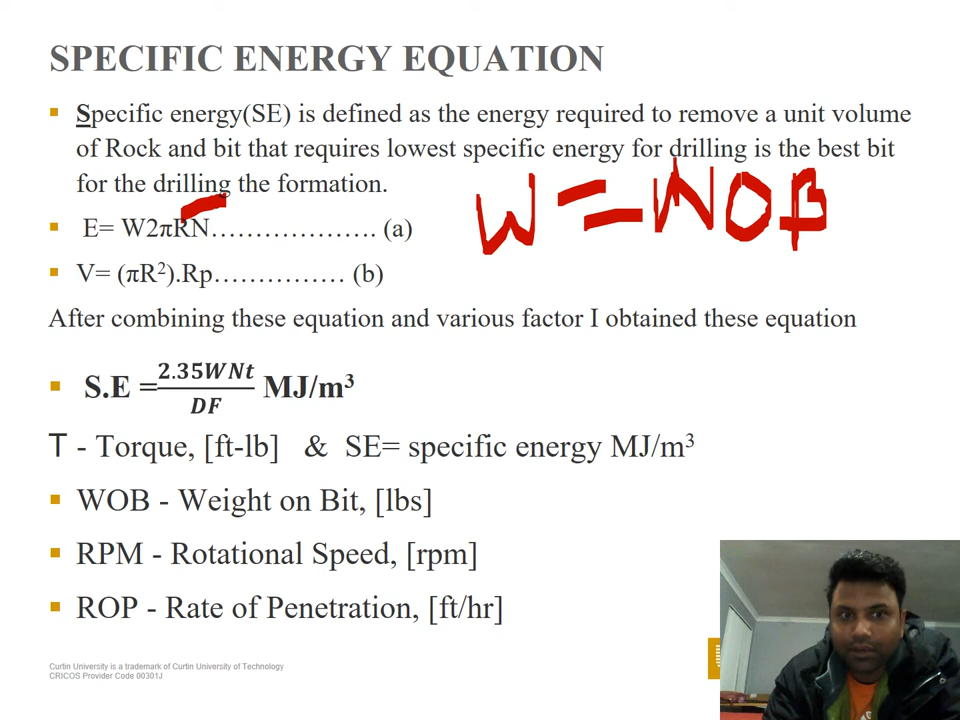 SPECIFIC ENERGY EQUATION
Specific energy(SE) is defined as the energy required to remove a unit volume
of Rock and bit that requires lowest specific energy for drilling is the best bit
for the drilling the formation.
W = WOB
E= W2πRN………………. (a)
V= (πR²).Rp…………… (b)
After combining these equation and various factor I obtained these equation
S.E = 2.35WNt / DF MJ/m³
T - Torque, [ft-lb] & SE= specific energy MJ/m³
WOB - Weight on Bit, [lbs]
RPM - Rotational Speed, [rpm]
ROP - Rate of Penetration, [ft/hr]
Curtin University is a trademark of Curtin University of Technology
CRICOS Provider Code 00301J